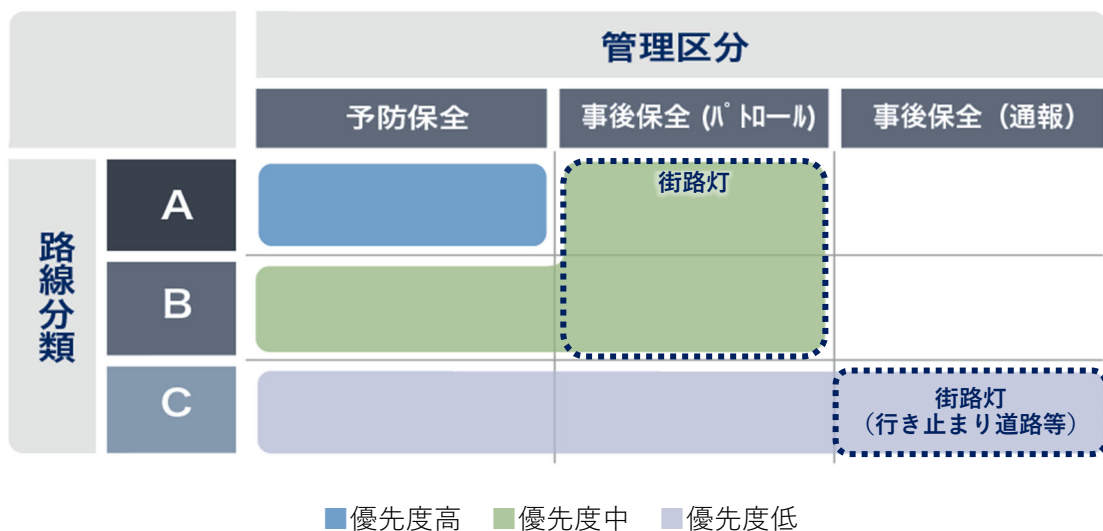 管理区分
予防保全
事後保全 (ﾊﾟﾄﾛｰﾙ)
事後保全（通報）
路線分類
A
街路灯
B
C
街路灯
（行き止まり道路等）
■優先度高 ■優先度中 ■優先度低